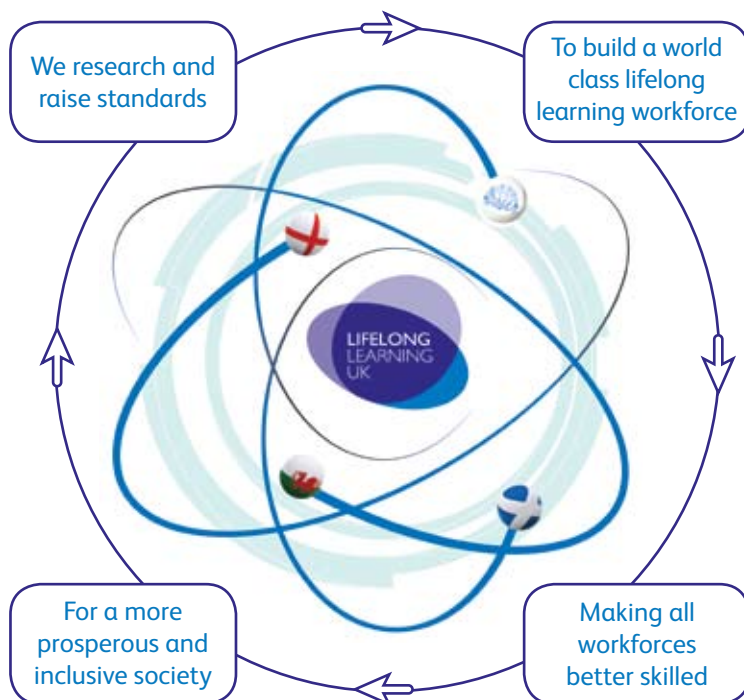 We research and
raise standards
To build a world
class lifelong
learning workforce
LIFELONG
LEARNING
UK
For a more
prosperous and
inclusive society
Making all
workforces
better skilled